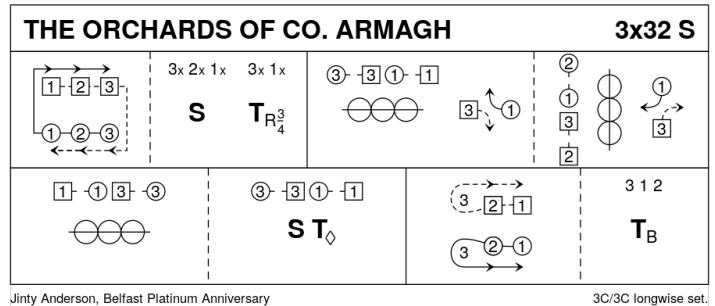 THE ORCHARDS OF CO. ARMAGH 3x32 S
3x 2x 1x 3x 1x
S TR3/4
1 2 3
1 2 3
3 3 1 1
3 1
2
1
3
2
1
3
1 1 3 3
3 3 1 1
S T◊
3 2 1
3 2 1
3 1 2
TB
Jinty Anderson, Belfast Platinum Anniversary 3C/3C longwise set.